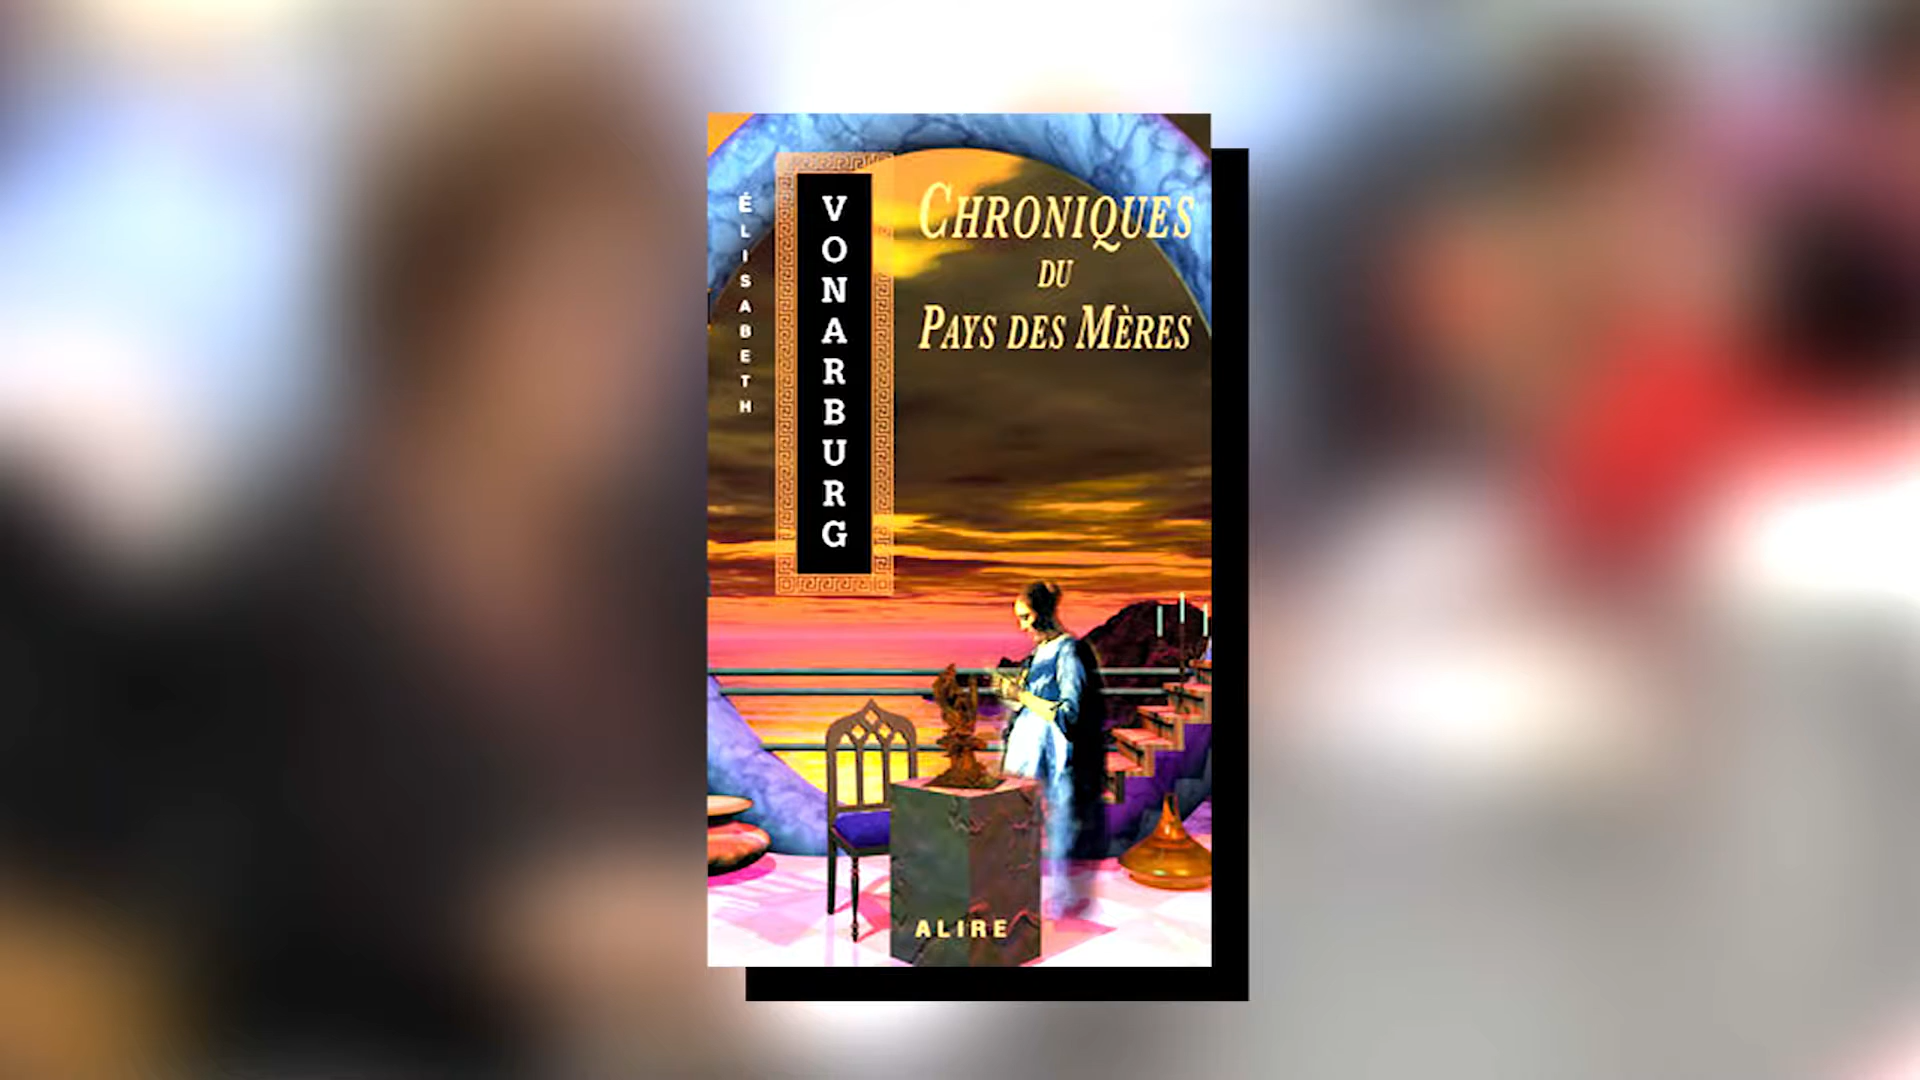 ÉLISABETH
VONARBURG
CHRONIQUES
DU
PAYS DES MÈRES
ALIRE